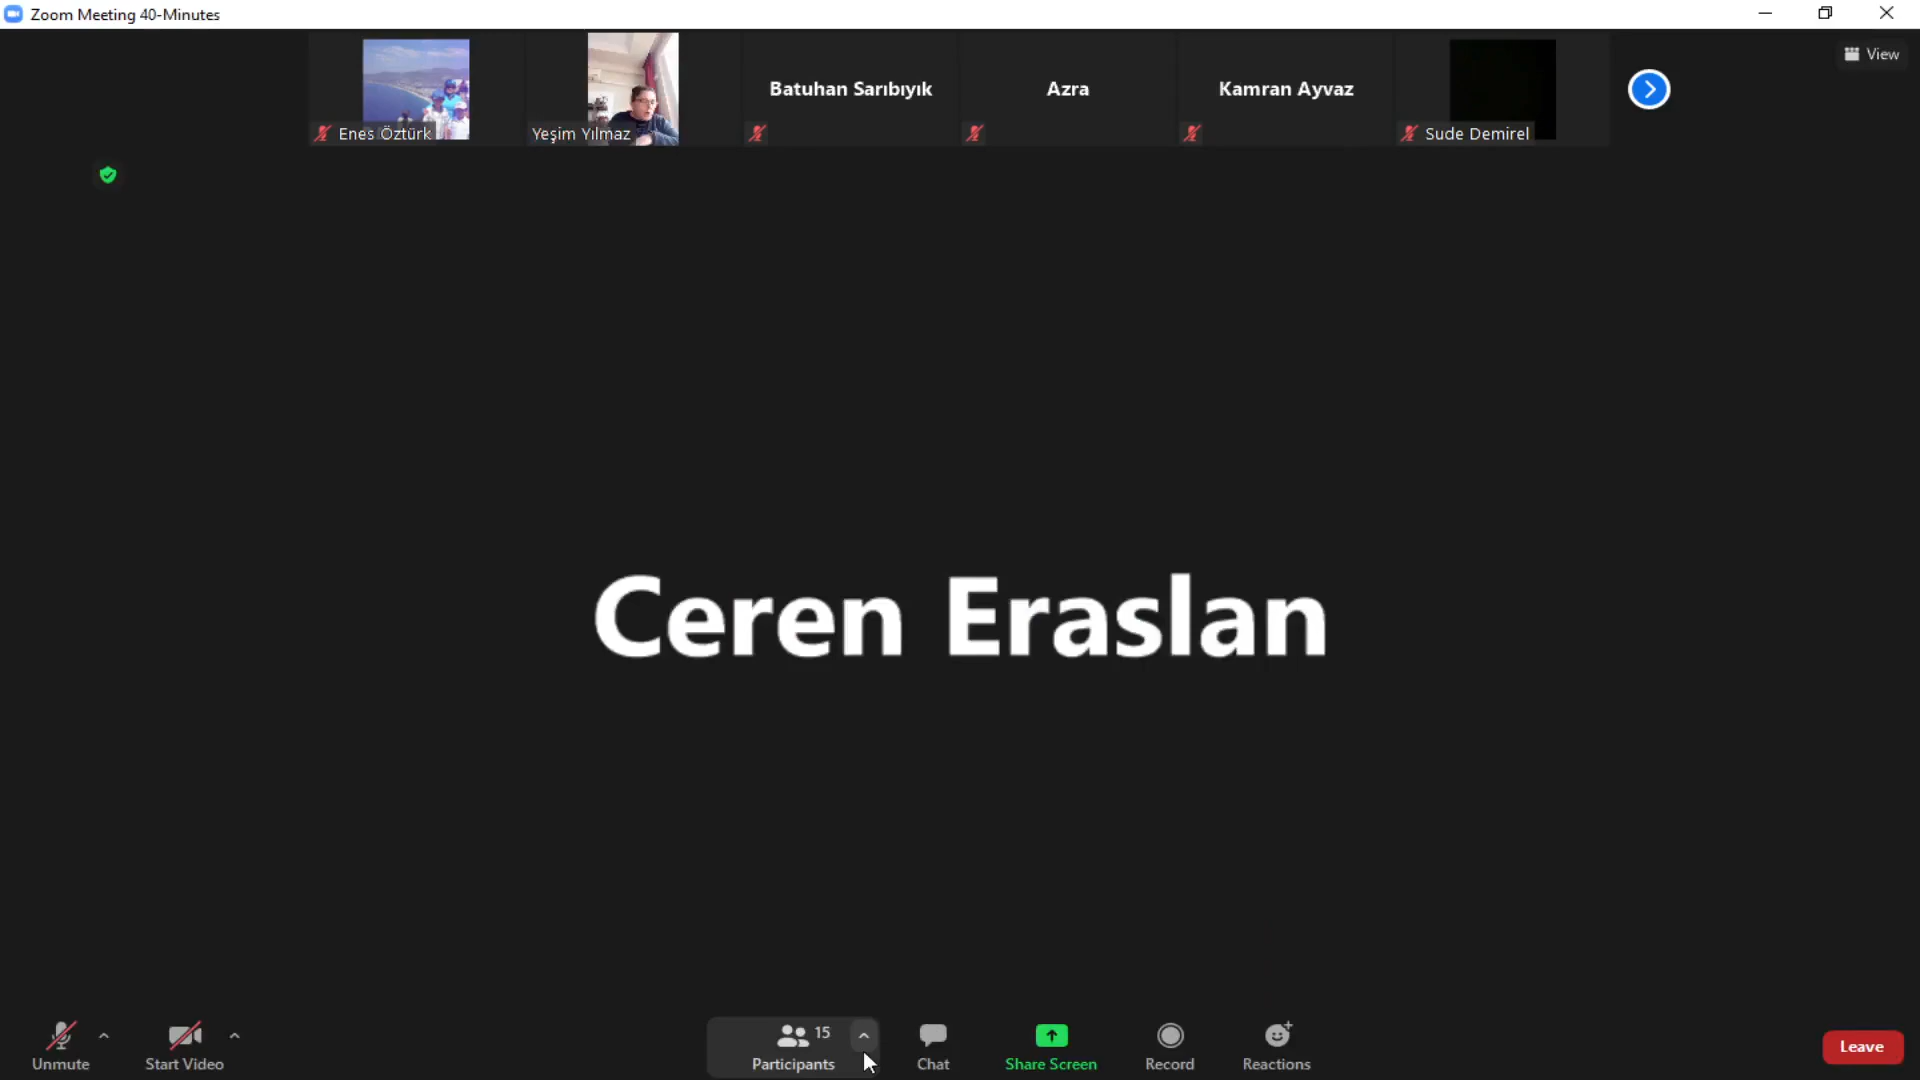 Zoom Meeting 40-Minutes
View
Enes Öztürk
Yeşim Yılmaz
Batuhan Sarıbıyık
Azra
Kamran Ayvaz
Sude Demirel
Ceren Eraslan
Unmute
Start Video
15
Participants
Chat
Share Screen
Record
Reactions
Leave